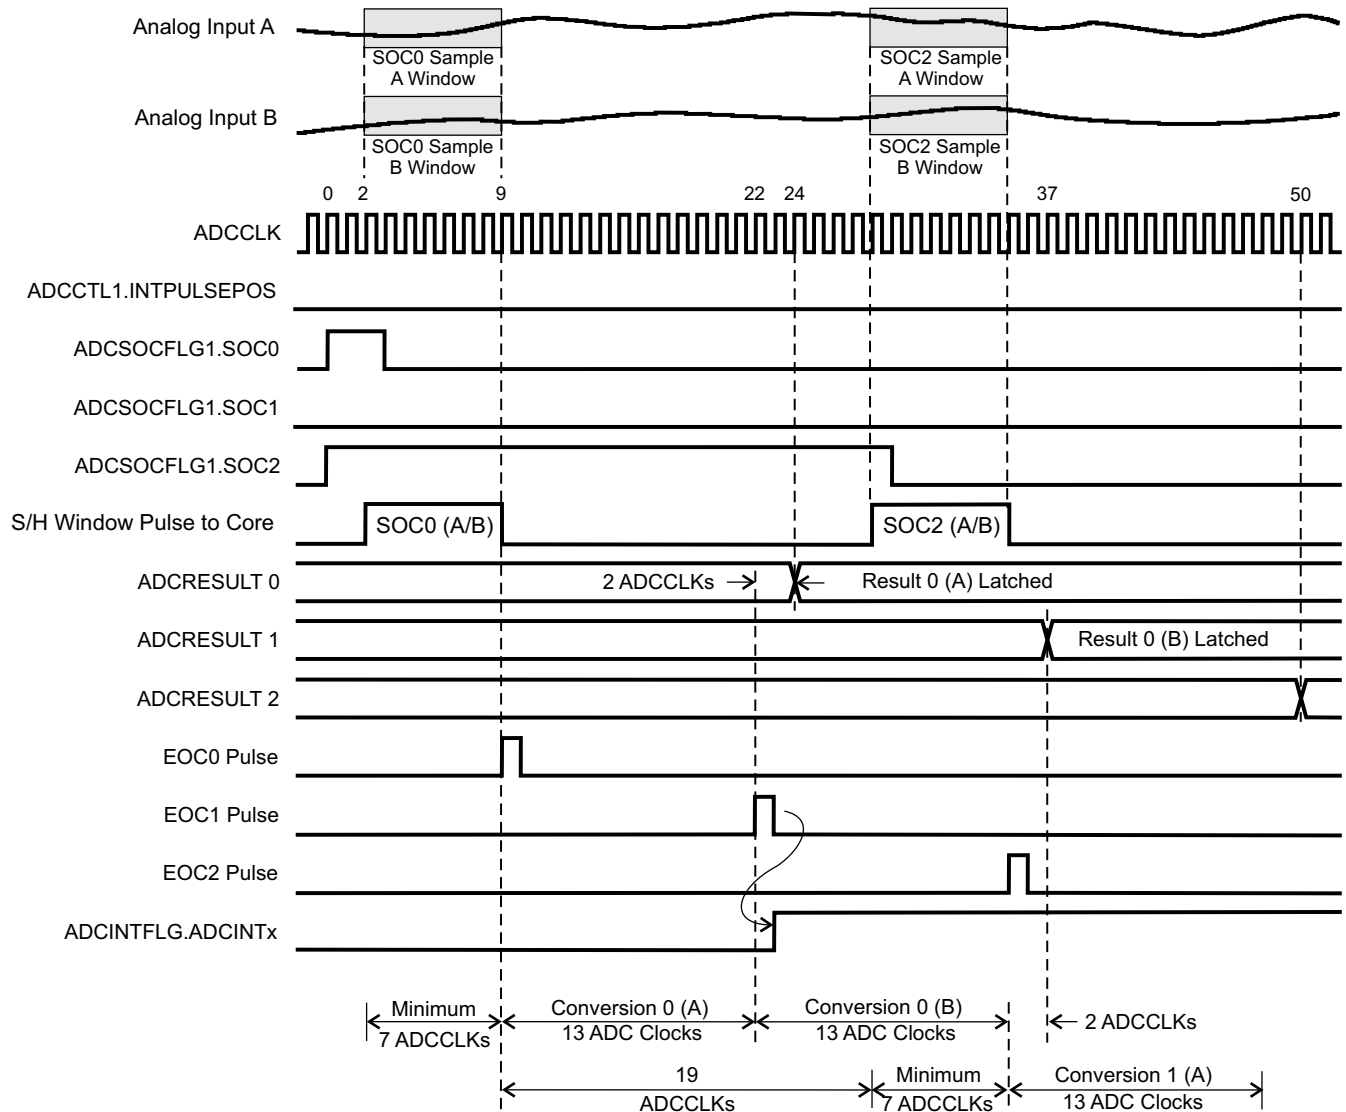 Analog Input A
SOC0 Sample
A Window
SOC2 Sample
A Window
Analog Input B
SOC0 Sample
B Window
SOC2 Sample
B Window
0 2 9 22 24 37 50
ADCCLK
ADCCTL1.INTPULSEPOS
ADCSOCFLG1.SOC0
ADCSOCFLG1.SOC1
ADCSOCFLG1.SOC2
S/H Window Pulse to Core
SOC0 (A/B)
SOC2 (A/B)
ADCRESULT 0
2 ADCCLKs
Result 0 (A) Latched
ADCRESULT 1
Result 0 (B) Latched
ADCRESULT 2
EOC0 Pulse
EOC1 Pulse
EOC2 Pulse
ADCINTFLG.ADCINTx
Minimum
7 ADCCLKs
Conversion 0 (A)
13 ADC Clocks
Conversion 0 (B)
13 ADC Clocks
2 ADCCLKs
19
ADCCLKs
Minimum
7 ADCCLKs
Conversion 1 (A)
13 ADC Clocks